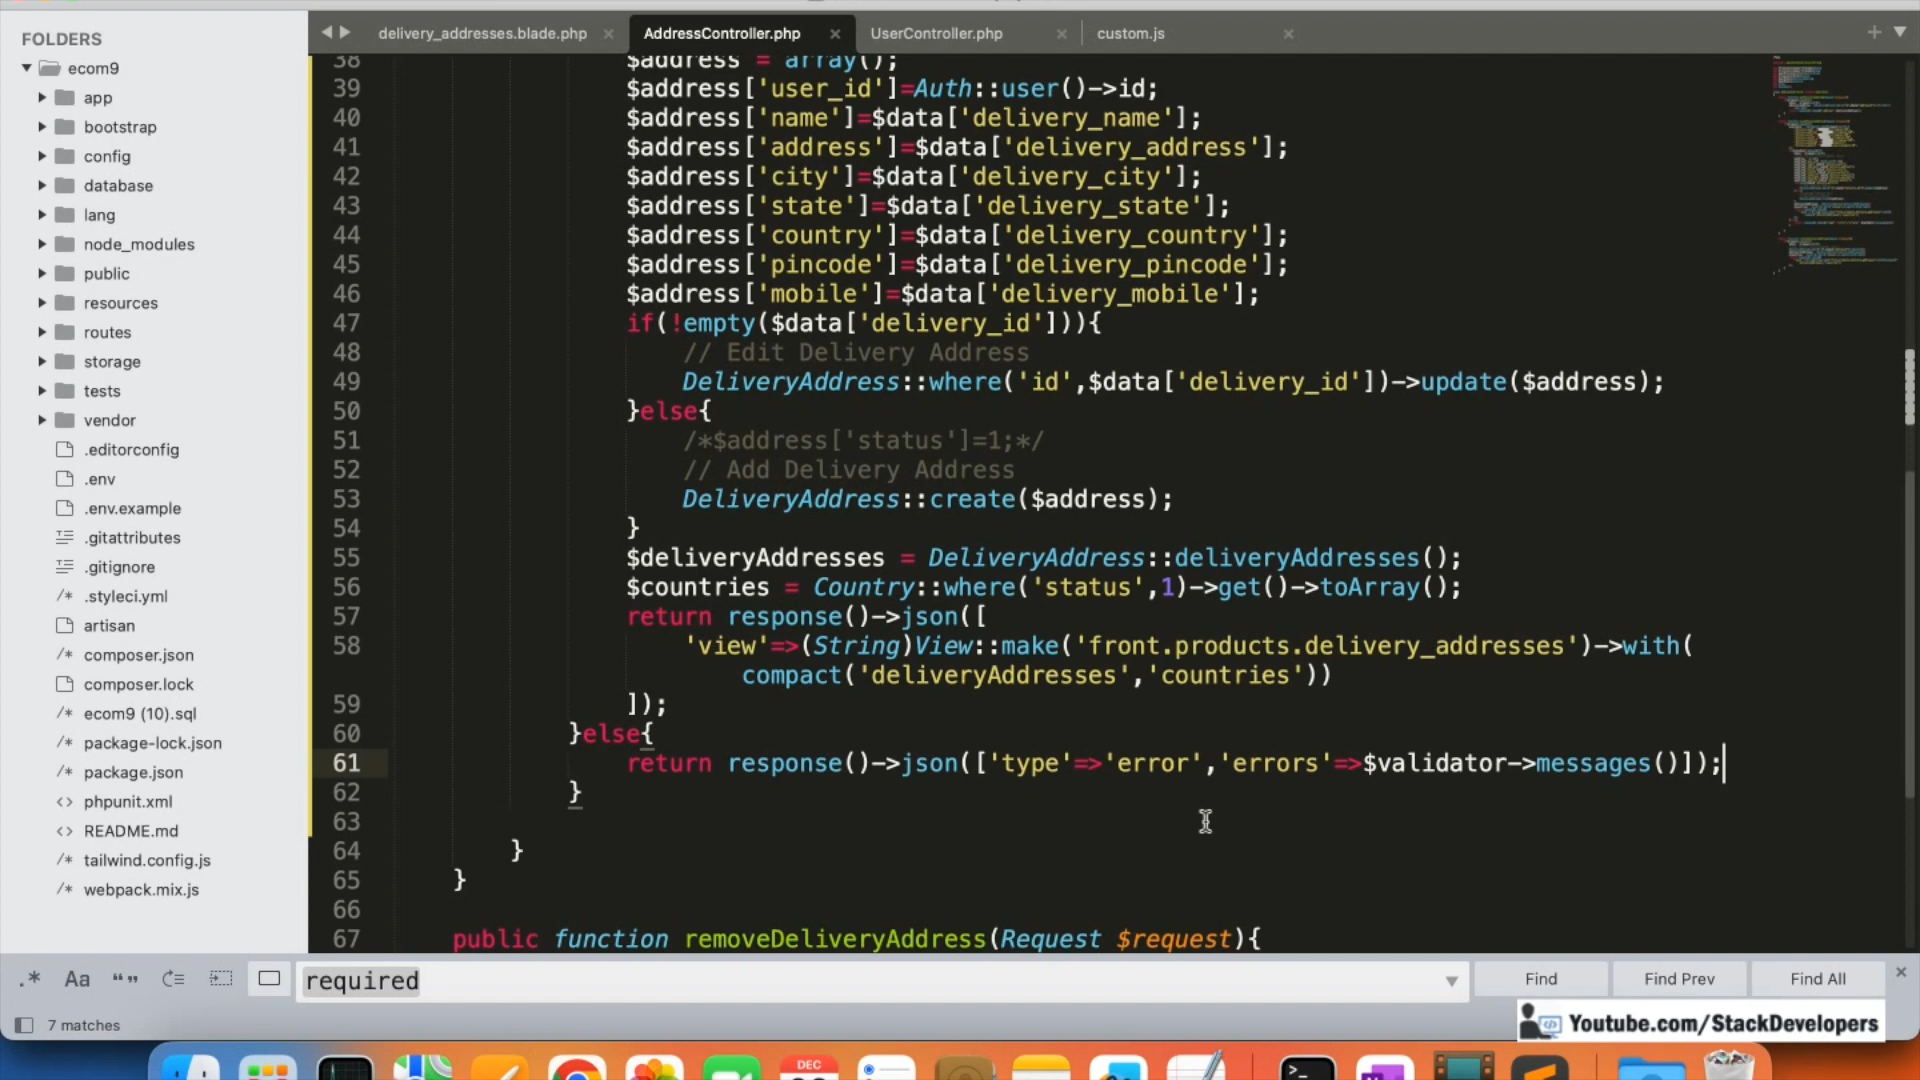 FOLDERS
ecom9
app
bootstrap
config
database
lang
node_modules
public
resources
routes
storage
tests
vendor
.editorconfig
.env
.env.example
.gitattributes
.gitignore
.styleci.yml
artisan
composer.json
composer.lock
ecom9 (10).sql
package-lock.json
package.json
phpunit.xml
README.md
tailwind.config.js
webpack.mix.js
delivery_addresses.blade.php
AddressController.php
UserController.php
custom.js
38 $address = array();
39 $address['user_id']=Auth::user()->id;
40 $address['name']=$data['delivery_name'];
41 $address['address']=$data['delivery_address'];
42 $address['city']=$data['delivery_city'];
43 $address['state']=$data['delivery_state'];
44 $address['country']=$data['delivery_country'];
45 $address['pincode']=$data['delivery_pincode'];
46 $address['mobile']=$data['delivery_mobile'];
47 if(!empty($data['delivery_id'])){
48 // Edit Delivery Address
49 DeliveryAddress::where('id',$data['delivery_id'])->update($address);
50 }else{
51 /*$address['status']=1;*/
52 // Add Delivery Address
53 DeliveryAddress::create($address);
54 }
55 $deliveryAddresses = DeliveryAddress::deliveryAddresses();
56 $countries = Country::where('status',1)->get()->toArray();
57 return response()->json([
58 'view'=>(String)View::make('front.products.delivery_addresses')->with(
compact('deliveryAddresses','countries'))
59 ]);
60 }else{
61 return response()->json(['type'=>'error','errors'=>$validator->messages()]);
62 }
63
64 }
65 }
66
67 public function removeDeliveryAddress(Request $request){
.* Aa “”
required
Find
Find Prev
Find All
7 matches
Youtube.com/StackDevelopers
DEC